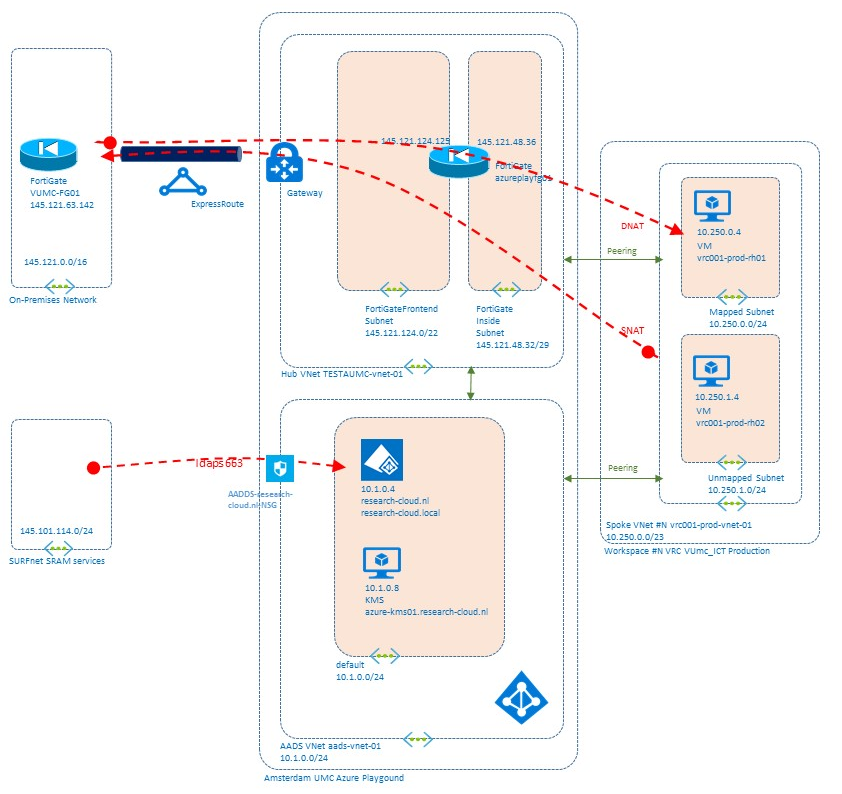 FortiGate
VUMC-FG01
145.121.63.142
145.121.0.0/16
On-Premises Network
ExpressRoute
Gateway
145.121.124.125
145.121.48.36
FortiGate
azureplayfg01
FortiGateFrontend
Subnet
145.121.124.0/22
FortiGate
Inside
Subnet
145.121.48.32/29
Hub VNet TESTAUMC-vnet-01
DNAT
Peering
SNAT
10.250.0.4
VM
vrc001-prod-rh01
Mapped Subnet
10.250.0.0/24
10.250.1.4
VM
vrc001-prod-rh02
Unmapped Subnet
10.250.1.0/24
Peering
Spoke VNet #N vrc001-prod-vnet-01
10.250.0.0/23
Workspace #N VRC VUmc_ICT Production
ldaps 663
AADDS-research-
cloud.nl-NSG
145.101.114.0/24
SURFnet SRAM services
10.1.0.4
research-cloud.nl
research-cloud.local
10.1.0.8
KMS
azure-kms01.research-cloud.nl
default
10.1.0.0/24
AADS VNet aads-vnet-01
10.1.0.0/24
Amsterdam UMC Azure Playgound